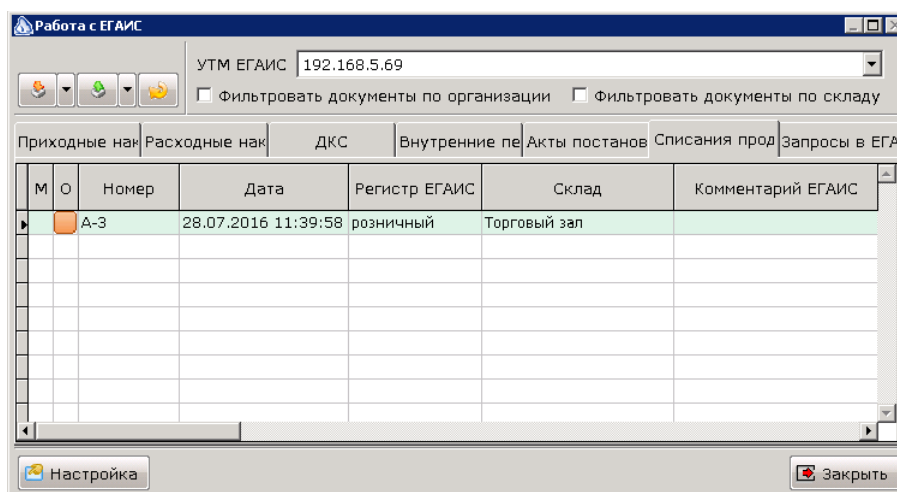 Работа с ЕГАИС
УТМ ЕГАИС 192.168.5.69
Фильтровать документы по организации Фильтровать документы по складу
Приходные нак Расходные нак ДКС Внутренние пе Акты постанов Списания прод Запросы в ЕГА
М О Номер Дата Регистр ЕГАИС Склад Комментарий ЕГАИС
А-3 28.07.2016 11:39:58 розничный Торговый зал
Настройка Закрыть